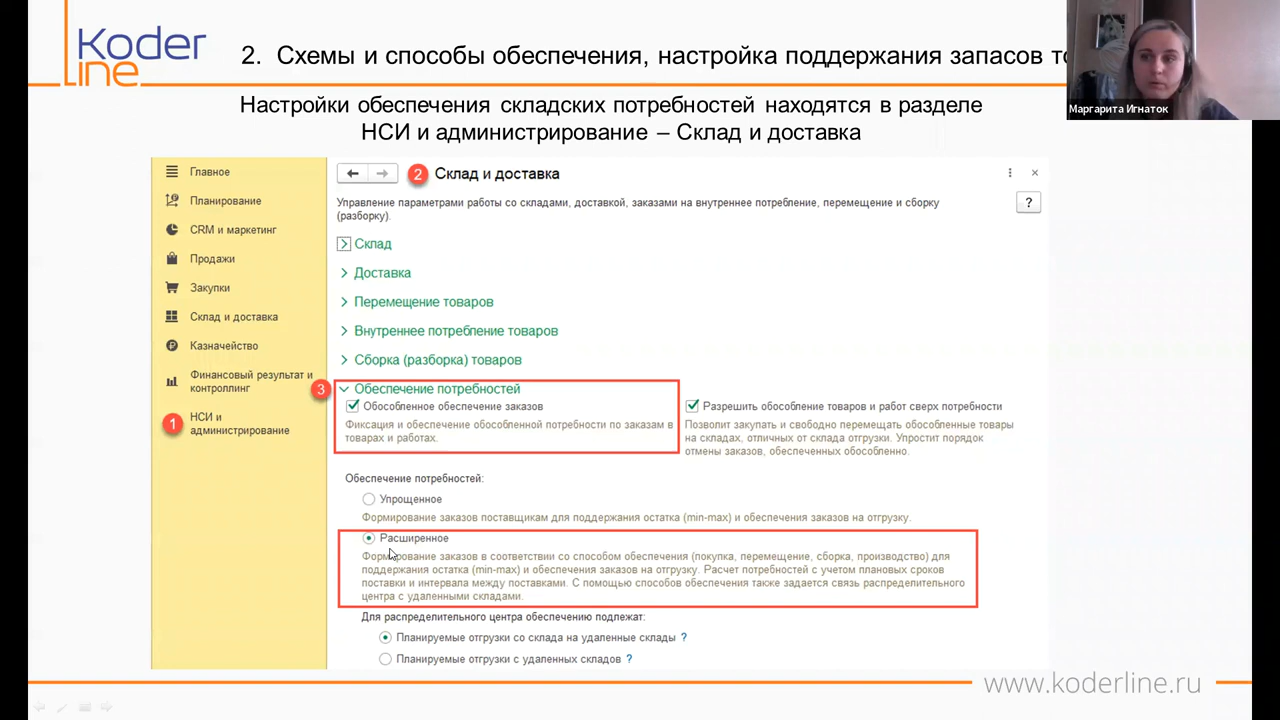 Koder
line
2. Схемы и способы обеспечения, настройка поддержания запасов
Маргарита Игнаток
Настройки обеспечения складских потребностей находятся в разделе
НСИ и администрирование – Склад и доставка
Главное
Планирование
CRM и маркетинг
Продажи
Закупки
Склад и доставка
Казначейство
Финансовый результат и
контроллинг
1
НСИ и
администрирование
2
Склад и доставка
Управление параметрами работы со складами, доставкой, заказами на внутреннее потребление, перемещение и сборку
(разборку).
?
Склад
Доставка
Перемещение товаров
Внутреннее потребление товаров
Сборка (разборка) товаров
3
Обеспечение потребностей
Обособленное обеспечение заказов
Фиксация и обеспечение обособленной потребности по заказам в
товарах и работах.
Разрешить обособление товаров и работ сверх потребности
Позволит закупать и свободно перемещать обособленные товары
на складах, отличных от склада отгрузки. Упростит порядок
отмены заказов, обеспеченных обособленно.
Обеспечение потребностей:
Упрощенное
Формирование заказов поставщикам для поддержания остатка (min-max) и обеспечения заказов на отгрузку.
Расширенное
Формирование заказов в соответствии со способом обеспечения (покупка, перемещение, сборка, производство) для
поддержания остатка (min-max) и обеспечения заказов на отгрузку. Расчет потребностей с учетом плановых сроков
поставки и интервала между поставками. С помощью способов обеспечения также задается связь распределительного
центра с удаленными складами.
Для распределительного центра обеспечению подлежат:
Планируемые отгрузки со склада на удаленные склады ?
Планируемые отгрузки с удаленных складов ?
www.koderline.ru